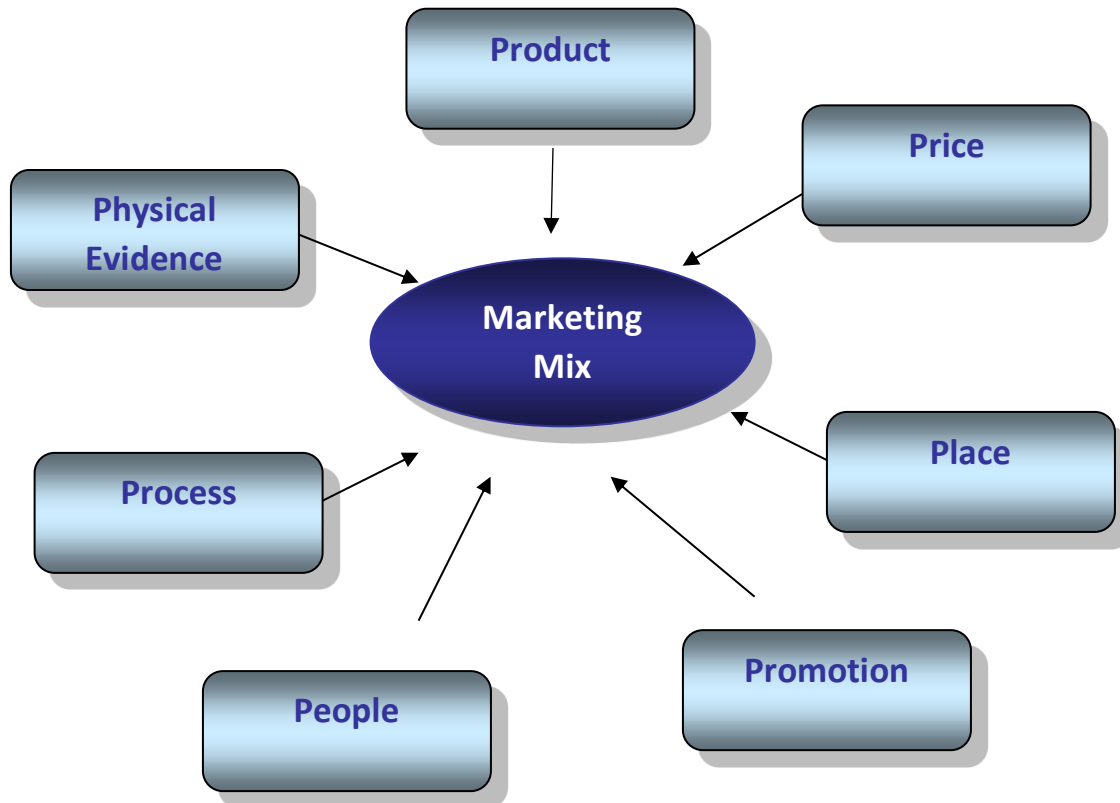 Product
Price
Physical
Evidence
Marketing
Mix
Place
Process
Promotion
People